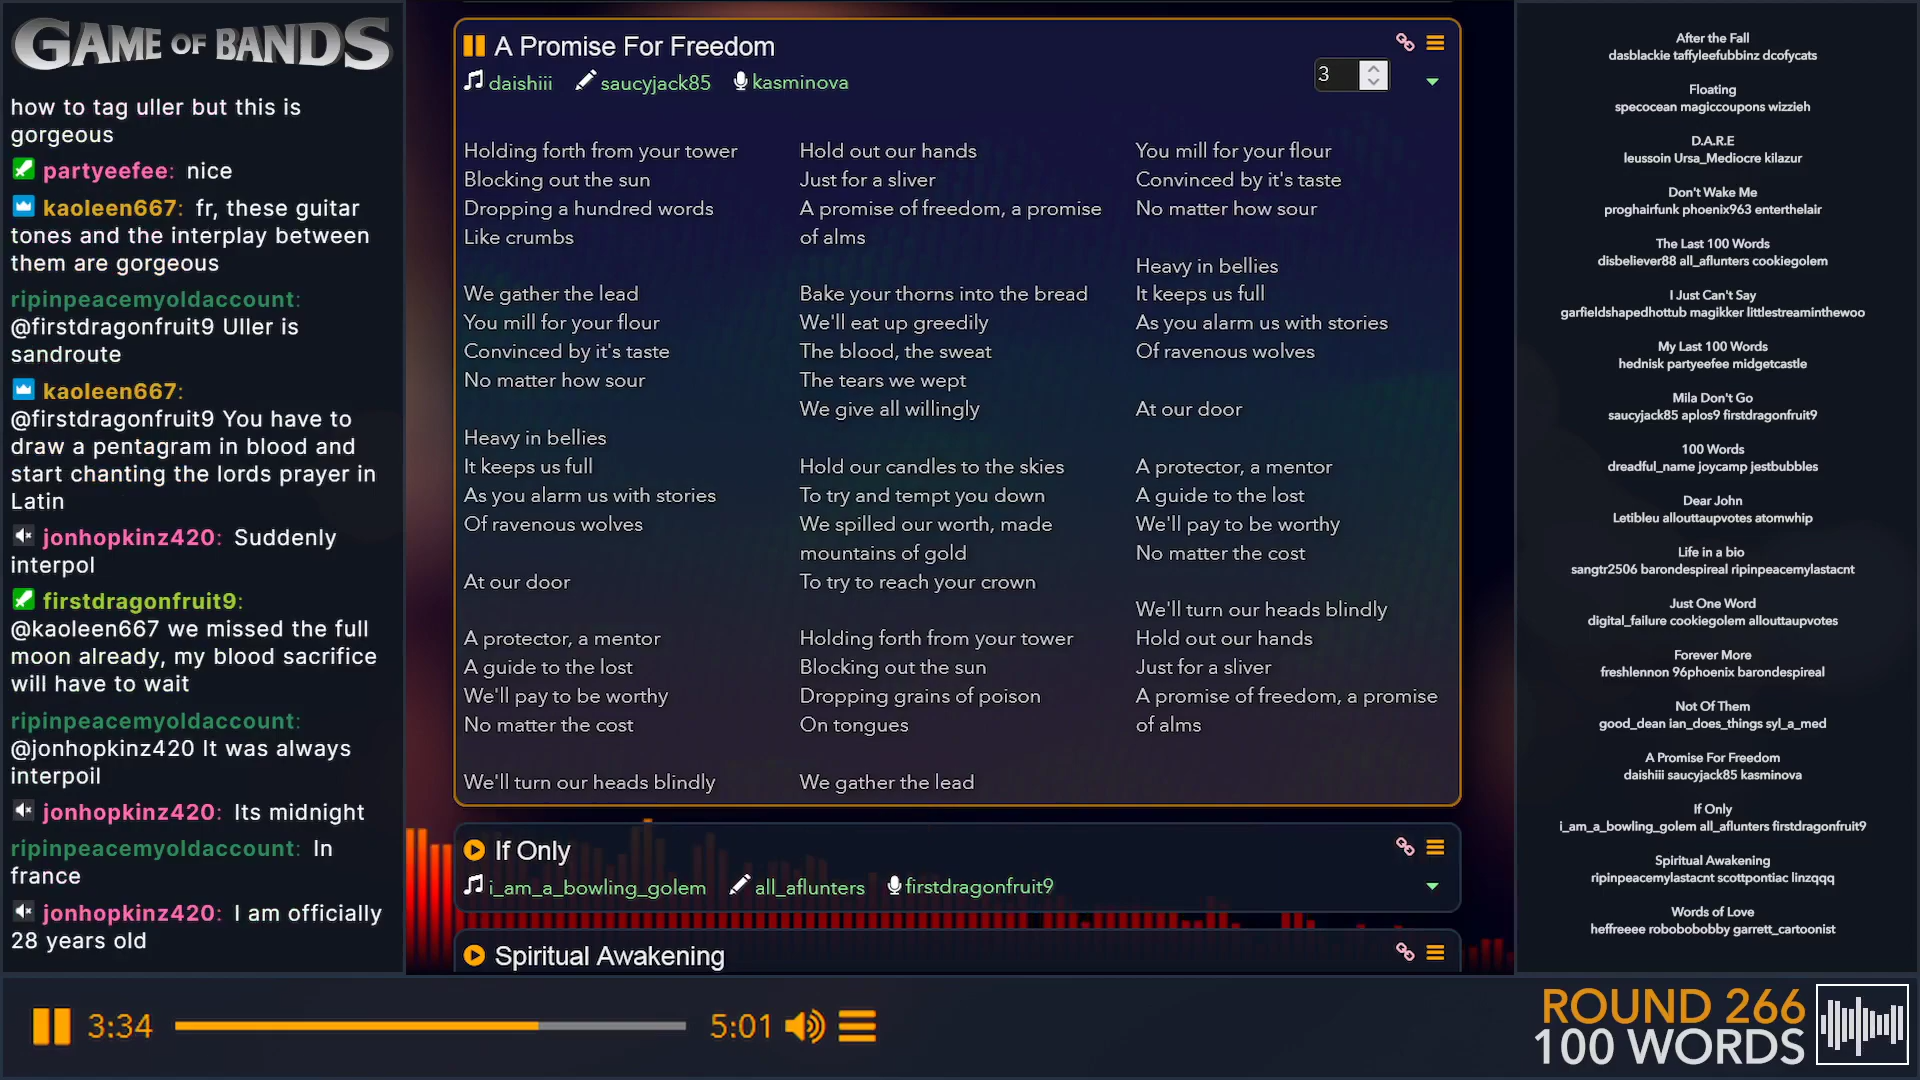 GAME OF BANDS
how to tag uller but this is
gorgeous
partyeefee: nice
kaoleen667: fr, these guitar
tones and the interplay between
them are gorgeous
ripinpeacemyoldaccount:
@firstdragonfruit9 Uller is
sandroute
kaoleen667:
@firstdragonfruit9 You have to
draw a pentagram in blood and
start chanting the lords prayer in
Latin
jonhopkinz420: Suddenly
interpol
firstdragonfruit9:
@kaoleen667 we missed the full
moon already, my blood sacrifice
will have to wait
ripinpeacemyoldaccount:
@jonhopkinz420 It was always
interpoil
jonhopkinz420: Its midnight
ripinpeacemyoldaccount: In
france
jonhopkinz420: I am officially
28 years old
A Promise For Freedom
daishiii saucyjack85 kasminova
3
Holding forth from your tower
Blocking out the sun
Dropping a hundred words
Like crumbs
We gather the lead
You mill for your flour
Convinced by it's taste
No matter how sour
Heavy in bellies
It keeps us full
As you alarm us with stories
Of ravenous wolves
At our door
A protector, a mentor
A guide to the lost
We'll pay to be worthy
No matter the cost
We'll turn our heads blindly
Hold out our hands
Just for a sliver
A promise of freedom, a promise
of alms
Bake your thorns into the bread
We'll eat up greedily
The blood, the sweat
The tears we wept
We give all willingly
Hold our candles to the skies
To try and tempt you down
We spilled our worth, made
mountains of gold
To try to reach your crown
Holding forth from your tower
Blocking out the sun
Dropping grains of poison
On tongues
We gather the lead
You mill for your flour
Convinced by it's taste
No matter how sour
Heavy in bellies
It keeps us full
As you alarm us with stories
Of ravenous wolves
At our door
A protector, a mentor
A guide to the lost
We'll pay to be worthy
No matter the cost
We'll turn our heads blindly
Hold out our hands
Just for a sliver
A promise of freedom, a promise
of alms
If Only
i_am_a_bowling_golem all_aflunters firstdragonfruit9
Spiritual Awakening
After the Fall
dasblackie taffyleefubbinz dcofycats
Floating
specocean magiccoupons wizzieh
D.A.R.E
leussoin Ursa_Mediocre kilazur
Don't Wake Me
proghairfunk phoenix963 enterthelair
The Last 100 Words
disbeliever88 all_aflunters cookiegolem
I Just Can't Say
garfieldshapedhottub magikker littlestreaminthewoo
My Last 100 Words
hednisk partyeefee midgetcastle
Mila Don't Go
saucyjack85 aplos9 firstdragonfruit9
100 Words
dreadful_name joycamp jestbubbles
Dear John
Letibleu allouttaupvotes atomwhip
Life in a bio
sangtr2506 barondespireal ripinpeacemylastacnt
Just One Word
digital_failure cookiegolem allouttaupvotes
Forever More
freshlennon 96phoenix barondespireal
Not Of Them
good_dean ian_does_things syl_a_med
A Promise For Freedom
daishiii saucyjack85 kasminova
If Only
i_am_a_bowling_golem all_aflunters firstdragonfruit9
Spiritual Awakening
ripinpeacemylastacnt scottpontiac linzqqq
Words of Love
heffreeee robobobobby garrett_cartoonist
3:34
5:01
ROUND 266
100 WORDS